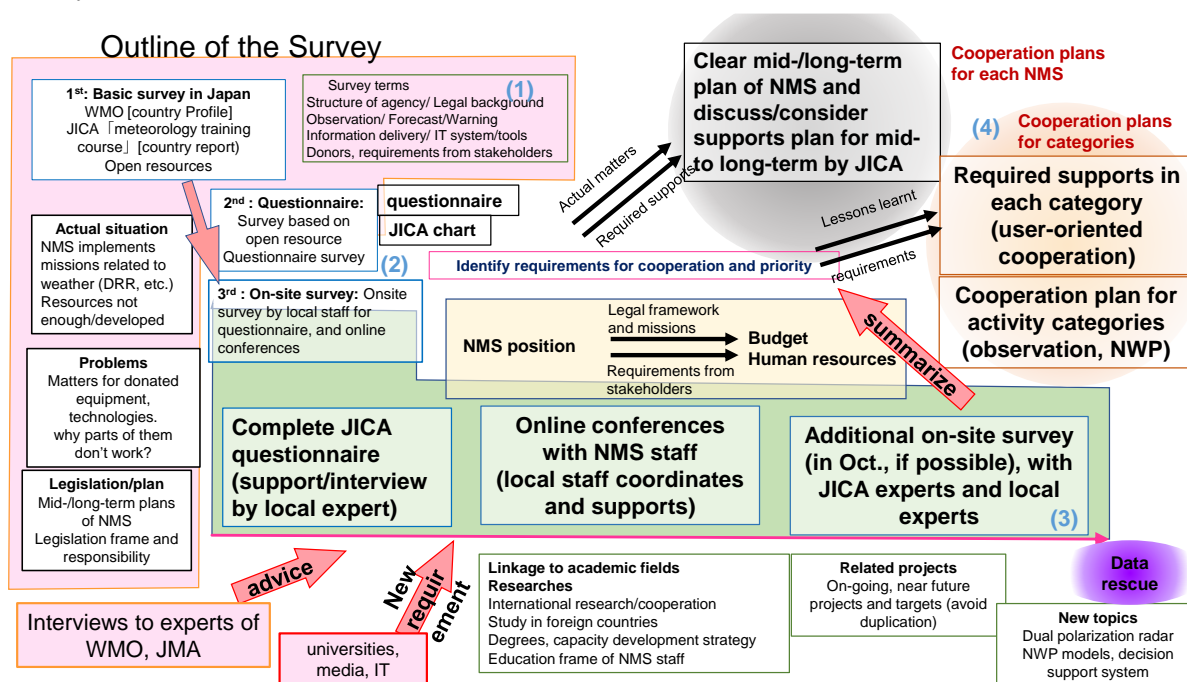 Outline of the Survey
1st: Basic survey in Japan
WMO [country Profile]
JICA「meteorology training
course」[country report)
Open resources
(1)
Survey terms
Structure of agency/ Legal background
Observation/ Forecast/Warning
Information delivery/ IT system/tools
Donors, requirements from stakeholders
2nd : Questionnaire:
Survey based on
open resource
Questionnaire survey
(2)
questionnaire
JICA chart
3rd : On-site survey: Onsite
survey by local staff for
questionnaire, and online
conferences
Actual situation
NMS implements
missions related to
weather (DRR, etc.)
Resources not
enough/developed
Problems
Matters for donated
equipment,
technologies.
why parts of them
don't work?
Legislation/plan
Mid-/long-term plans
of NMS
Legislation frame and
responsibility
Actual matters
Required supports
Clear mid-/long-term
plan of NMS and
discuss/consider
supports plan for mid-
to long-term by JICA
Cooperation plans
for each NMS
(4)
Cooperation plans
for categories
Lessons learnt
requirements
Required supports in
each category
(user-oriented
cooperation)
Cooperation plan for
activity categories
(observation, NWP)
Identify requirements for cooperation and priority
NMS position
Legal framework
and missions
Requirements from
stakeholders
Budget
Human resources
summarize
Complete JICA
questionnaire
(support/interview
by local expert)
Online conferences
with NMS staff
(local staff coordinates
and supports)
Additional on-site survey
(in Oct., if possible), with
JICA experts and local
experts
(3)
advice
New
requir
ement
Interviews to experts of
WMO, JMA
universities,
media, IT
Linkage to academic fields
Researches
International research/cooperation
Study in foreign countries
Degrees, capacity development strategy
Education frame of NMS staff
Related projects
On-going, near future
projects and targets (avoid
duplication)
Data
rescue
New topics
Dual polarization radar
NWP models, decision
support system